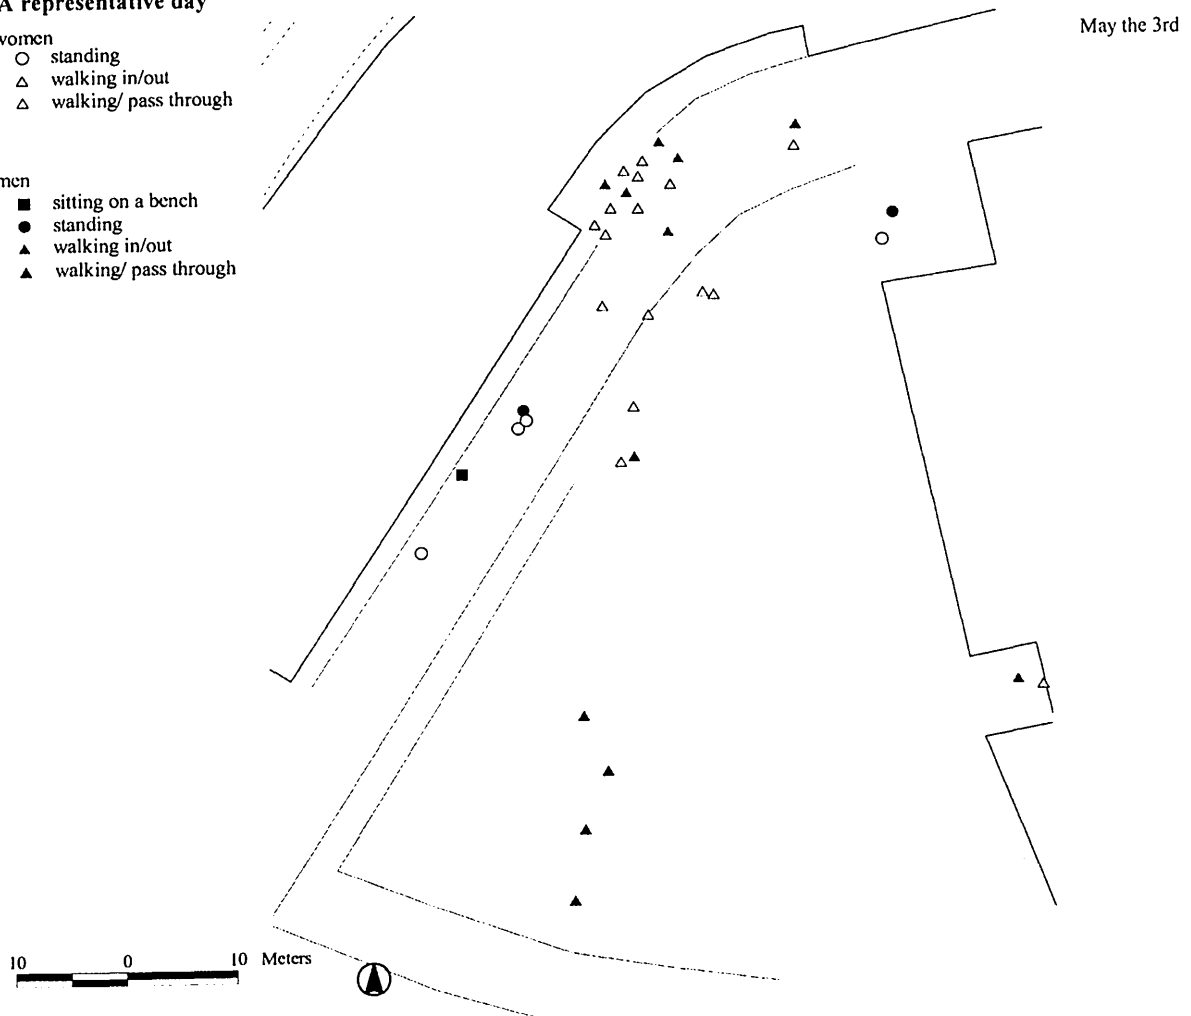 A representative day
May the 3rd
women
standing
walking in/out
walking/ pass through
men
sitting on a bench
standing
walking in/out
walking/ pass through
10 0 10 Meters